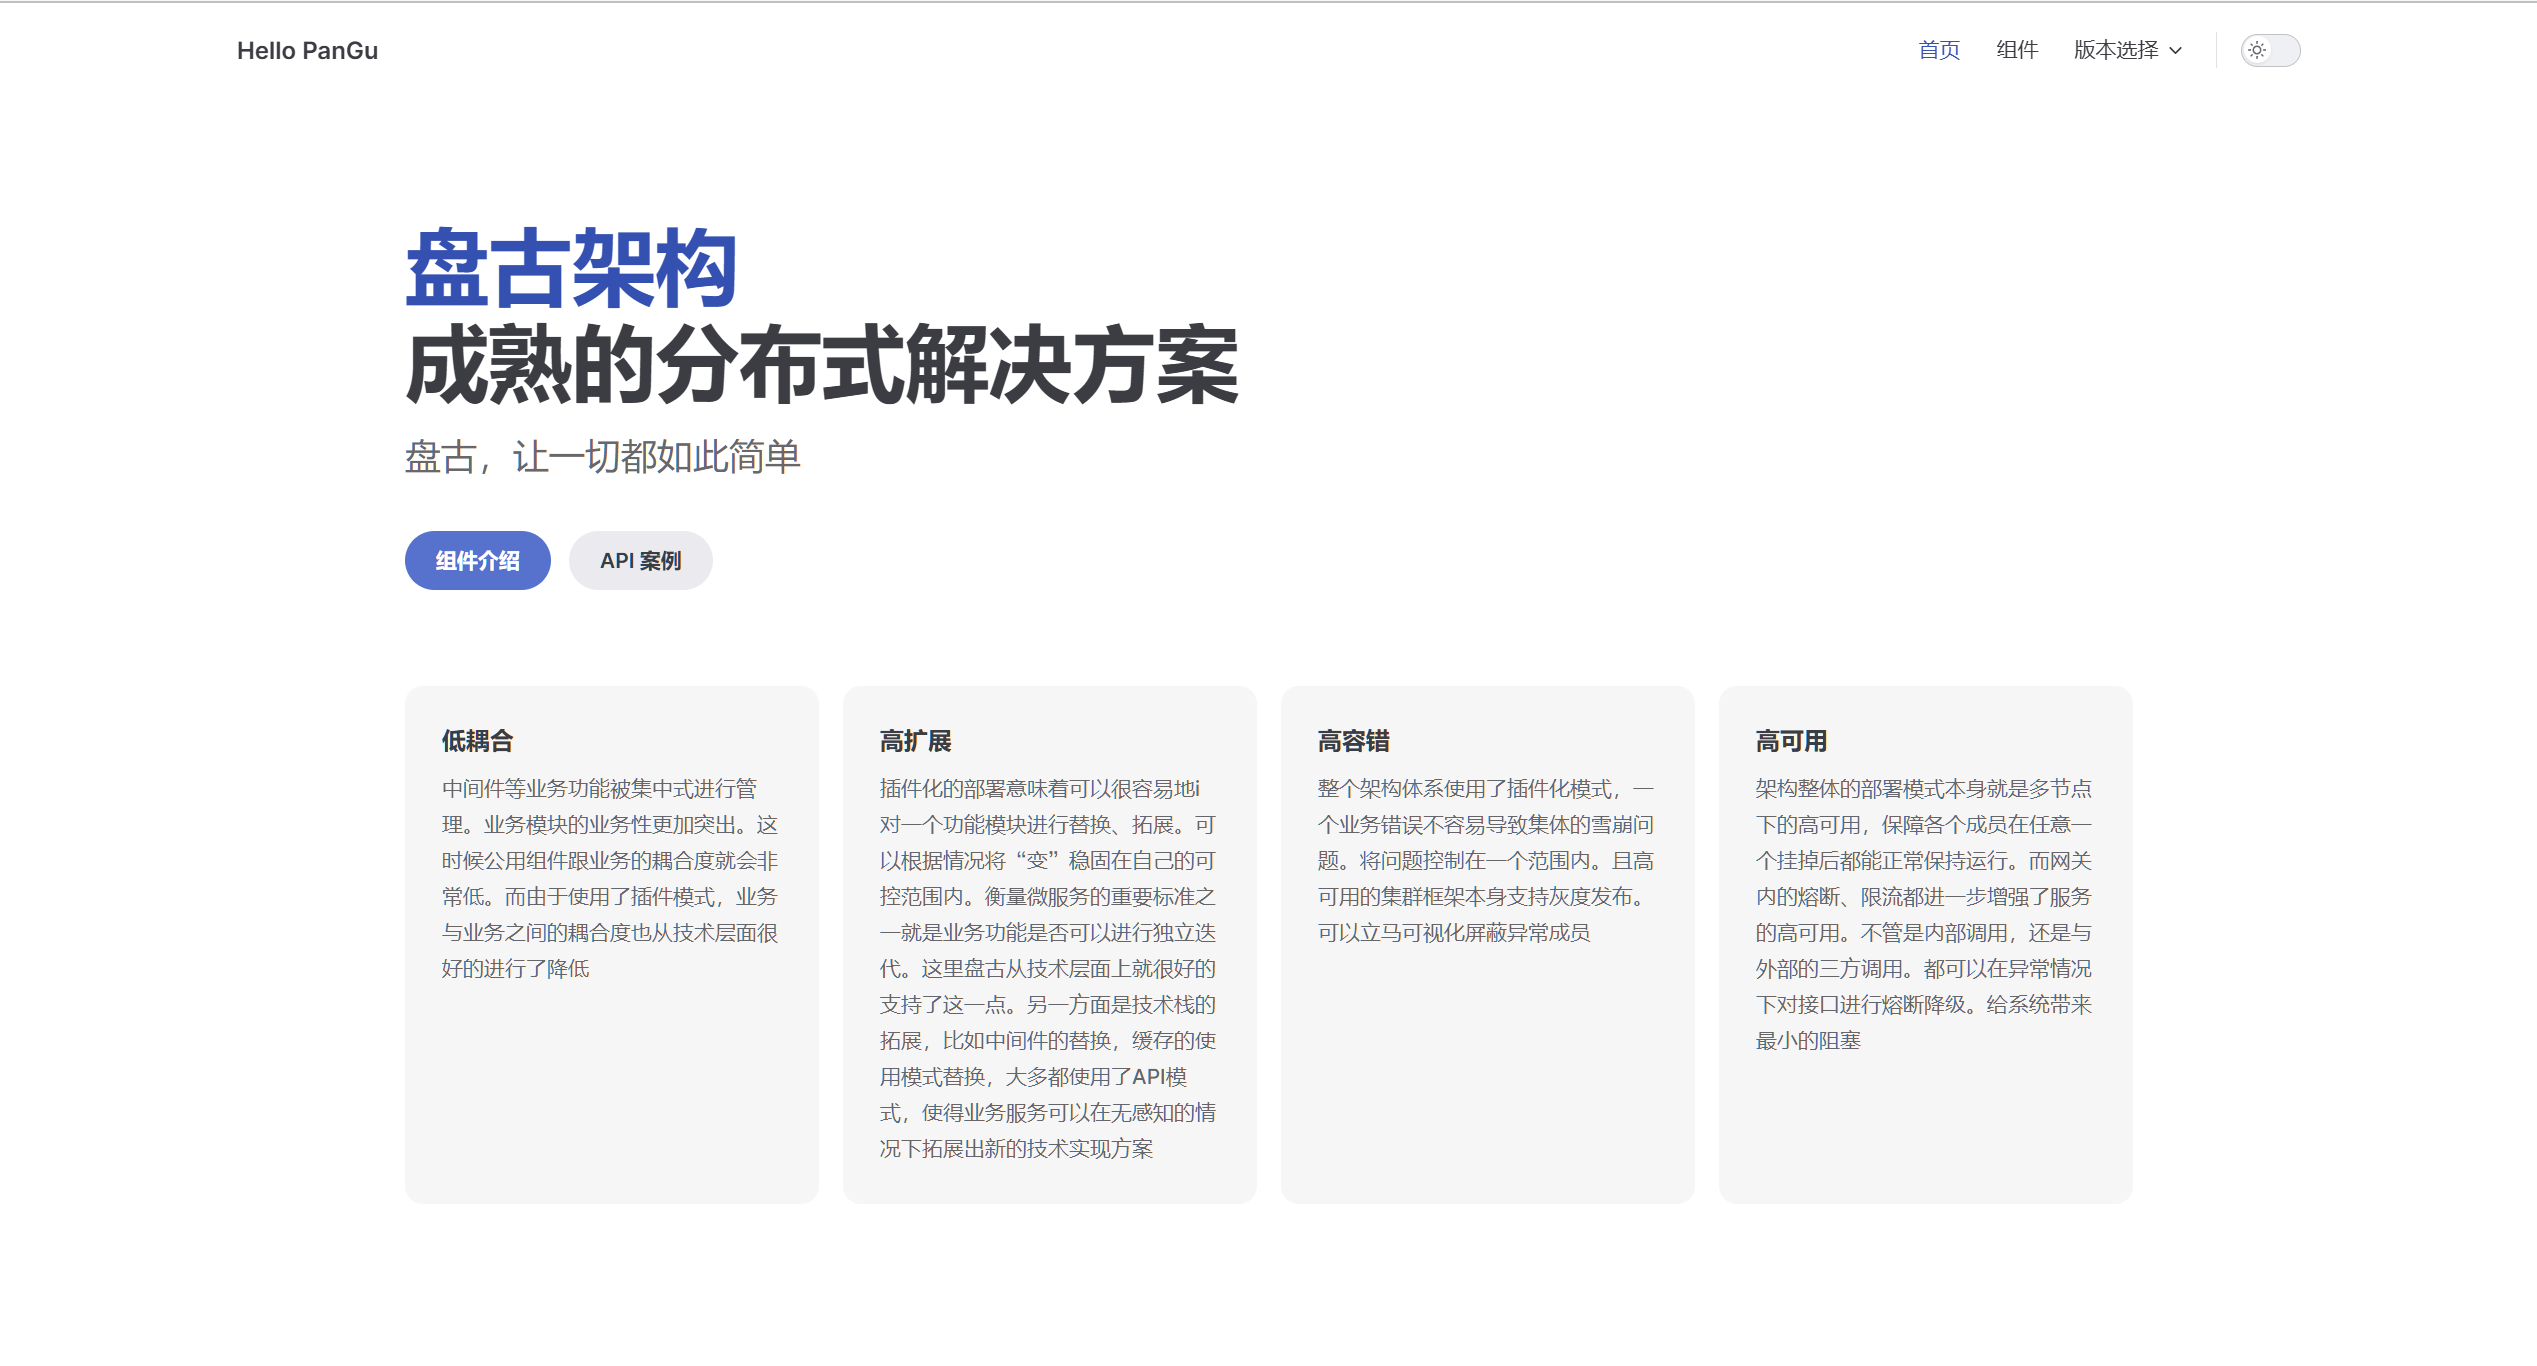 Hello PanGu
首页 组件 版本选择
盘古架构
成熟的分布式解决方案
盘古，让一切都如此简单
组件介绍 API 案例
低耦合
中间件等业务功能被集中式进行管
理。业务模块的业务性更加突出。这
时候公用组件跟业务的耦合度就会非
常低。而由于使用了插件模式，业务
与业务之间的耦合度也从技术层面很
好的进行了降低
高扩展
插件化的部署意味着可以很容易地i
对一个功能模块进行替换、拓展。可
以根据情况将“变”稳固在自己的可
控范围内。衡量微服务的重要标准之
一就是业务功能是否可以进行独立迭
代。这里盘古从技术层面上就很好的
支持了这一点。另一方面是技术栈的
拓展，比如中间件的替换，缓存的使
用模式替换，大多都使用了API模
式，使得业务服务可以在无感知的情
况下拓展出新的技术实现方案
高容错
整个架构体系使用了插件化模式，一
个业务错误不容易导致集体的雪崩问
题。将问题控制在一个范围内。且高
可用的集群框架本身支持灰度发布。
可以立马可视化屏蔽异常成员
高可用
架构整体的部署模式本身就是多节点
下的高可用，保障各个成员在任意一
个挂掉后都能正常保持运行。而网关
内的熔断、限流都进一步增强了服务
的高可用。不管是内部调用，还是与
外部的三方调用。都可以在异常情况
下对接口进行熔断降级。给系统带来
最小的阻塞